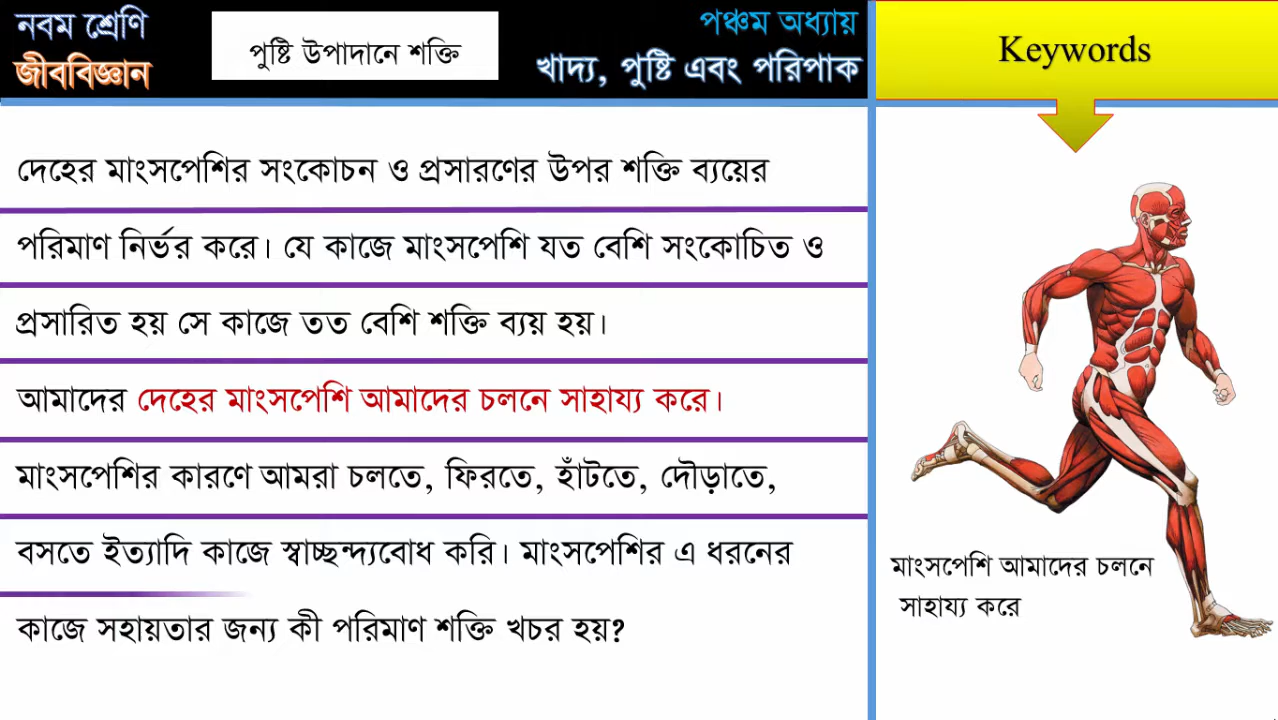 নবম শ্রেণি
জীববিজ্ঞান
পুষ্টি উপাদানে শক্তি
পঞ্চম অধ্যায়
খাদ্য, পুষ্টি এবং পরিপাক
Keywords
দেহের মাংসপেশির সংকোচন ও প্রসারণের উপর শক্তি ব্যয়ের
পরিমাণ নির্ভর করে। যে কাজে মাংসপেশি যত বেশি সংকোচিত ও
প্রসারিত হয় সে কাজে তত বেশি শক্তি ব্যয় হয়।
আমাদের দেহের মাংসপেশি আমাদের চলনে সাহায্য করে।
মাংসপেশির কারণে আমরা চলতে, ফিরতে, হাঁটতে, দৌড়াতে,
বসতে ইত্যাদি কাজে স্বাচ্ছন্দ্যবোধ করি। মাংসপেশির এ ধরনের
কাজে সহায়তার জন্য কী পরিমাণ শক্তি খচর হয়?
মাংসপেশি আমাদের চলনে
সাহায্য করে